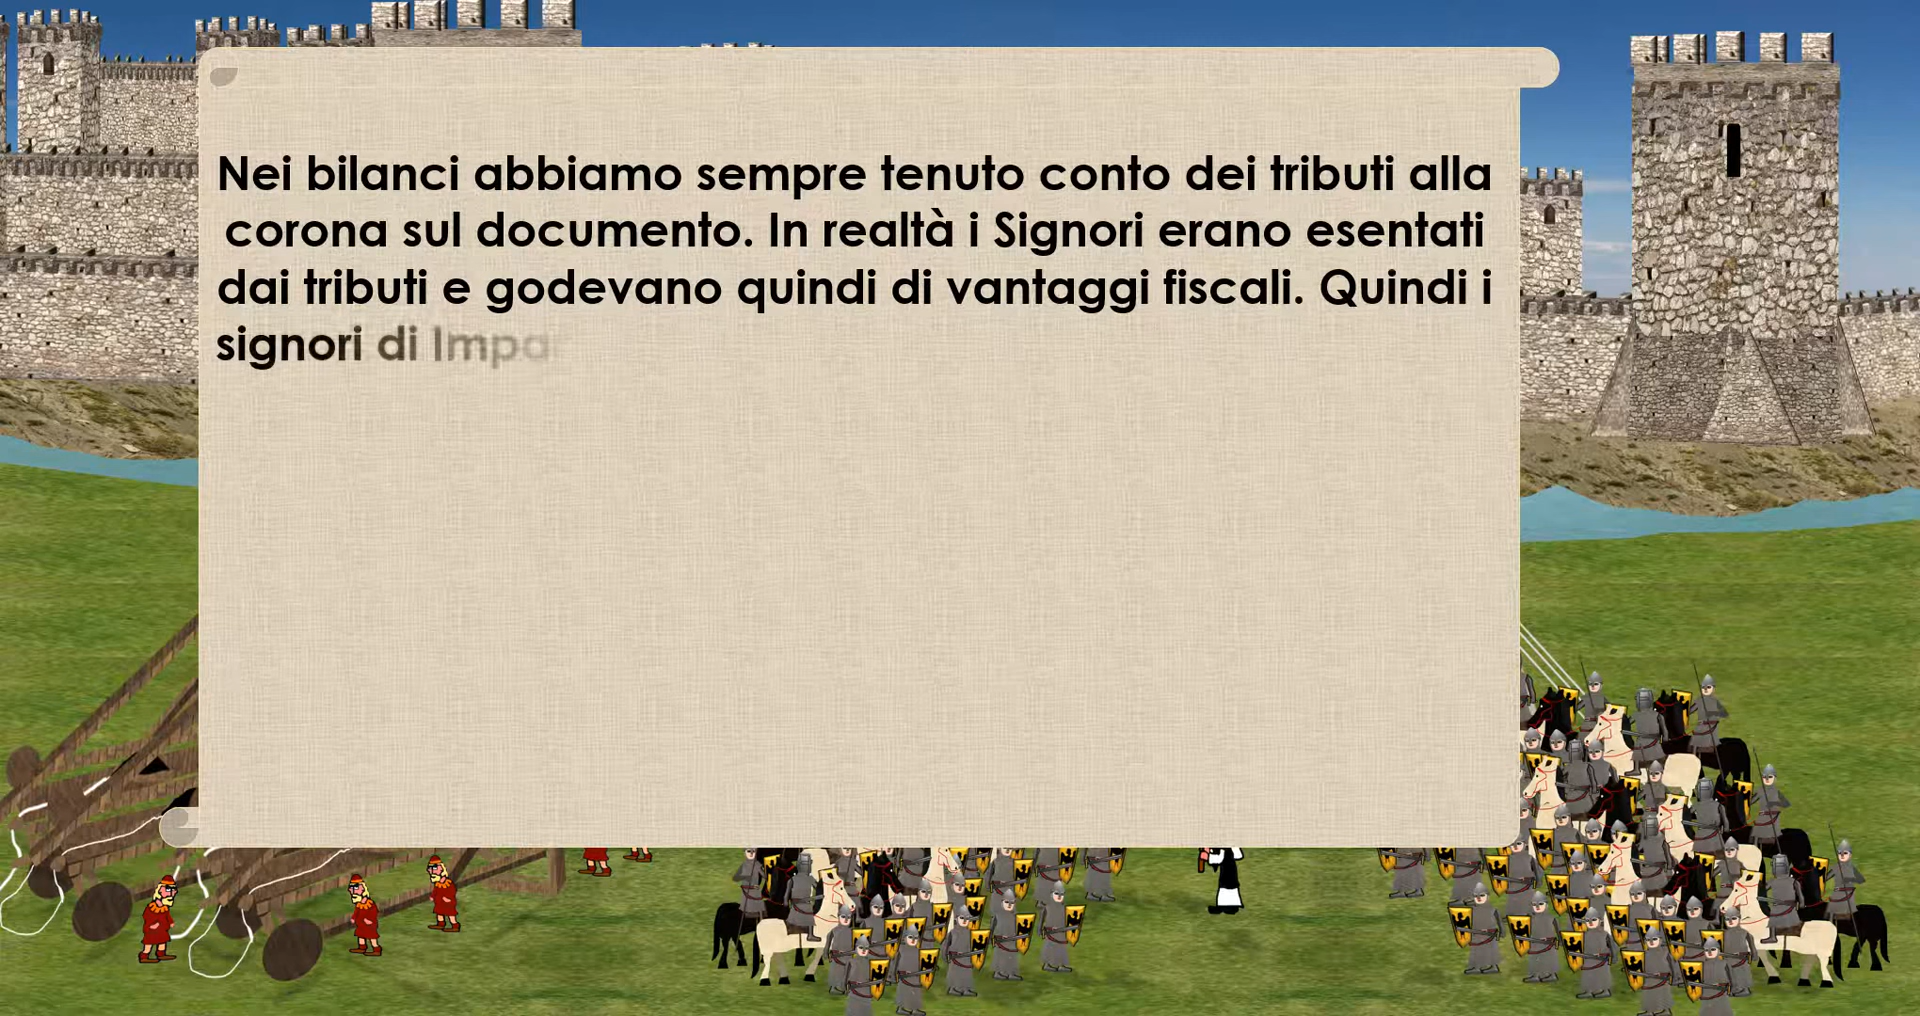 Nei bilanci abbiamo sempre tenuto conto dei tributi alla
corona sul documento. In realtà i Signori erano esentati
dai tributi e godevano quindi di vantaggi fiscali. Quindi i
signori di